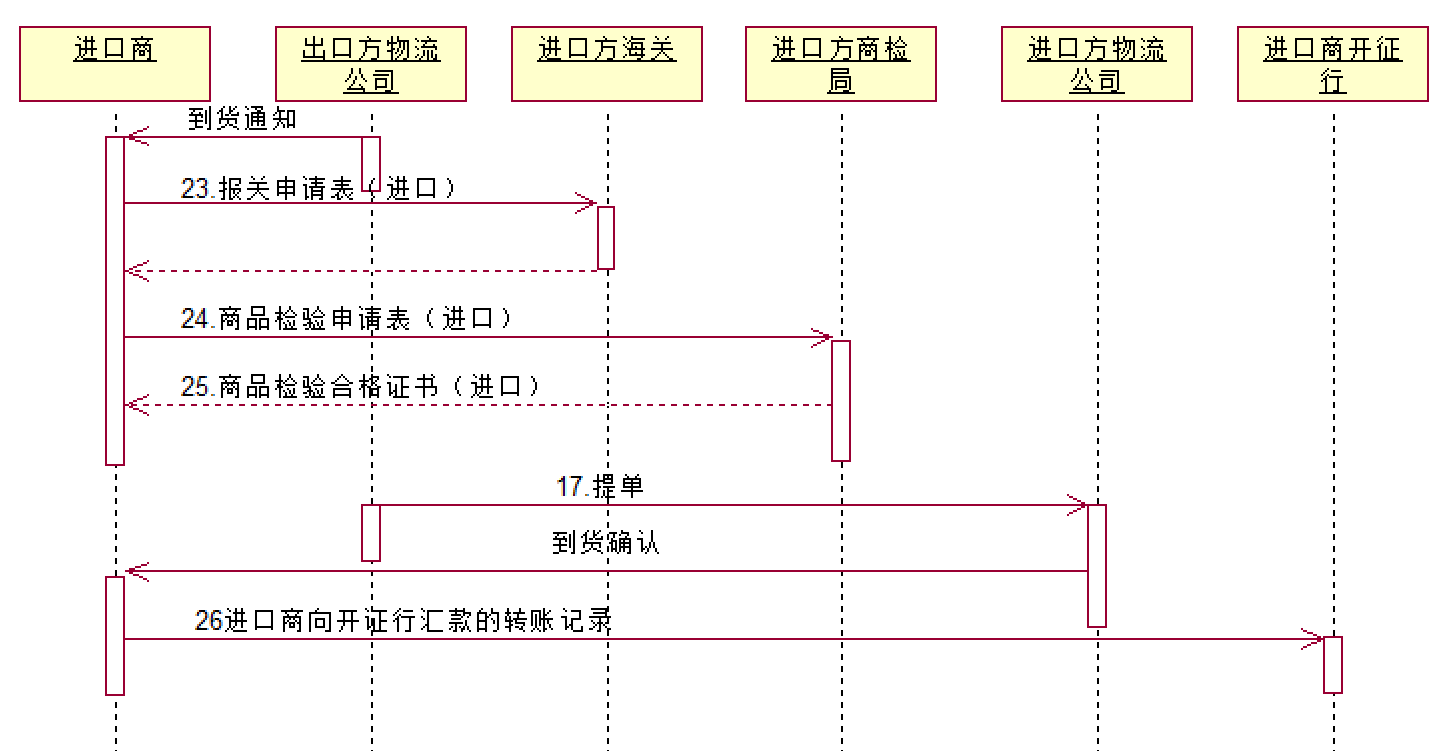 进口商
出口方物流
公司
进口方海关
进口方商检
局
进口方物流
公司
进口商开征
行
到货通知
23.报关申请表（进口）
24.商品检验申请表（进口）
25.商品检验合格证书（进口）
17.提单
到货确认
26进口商向开证行汇款的转账记录